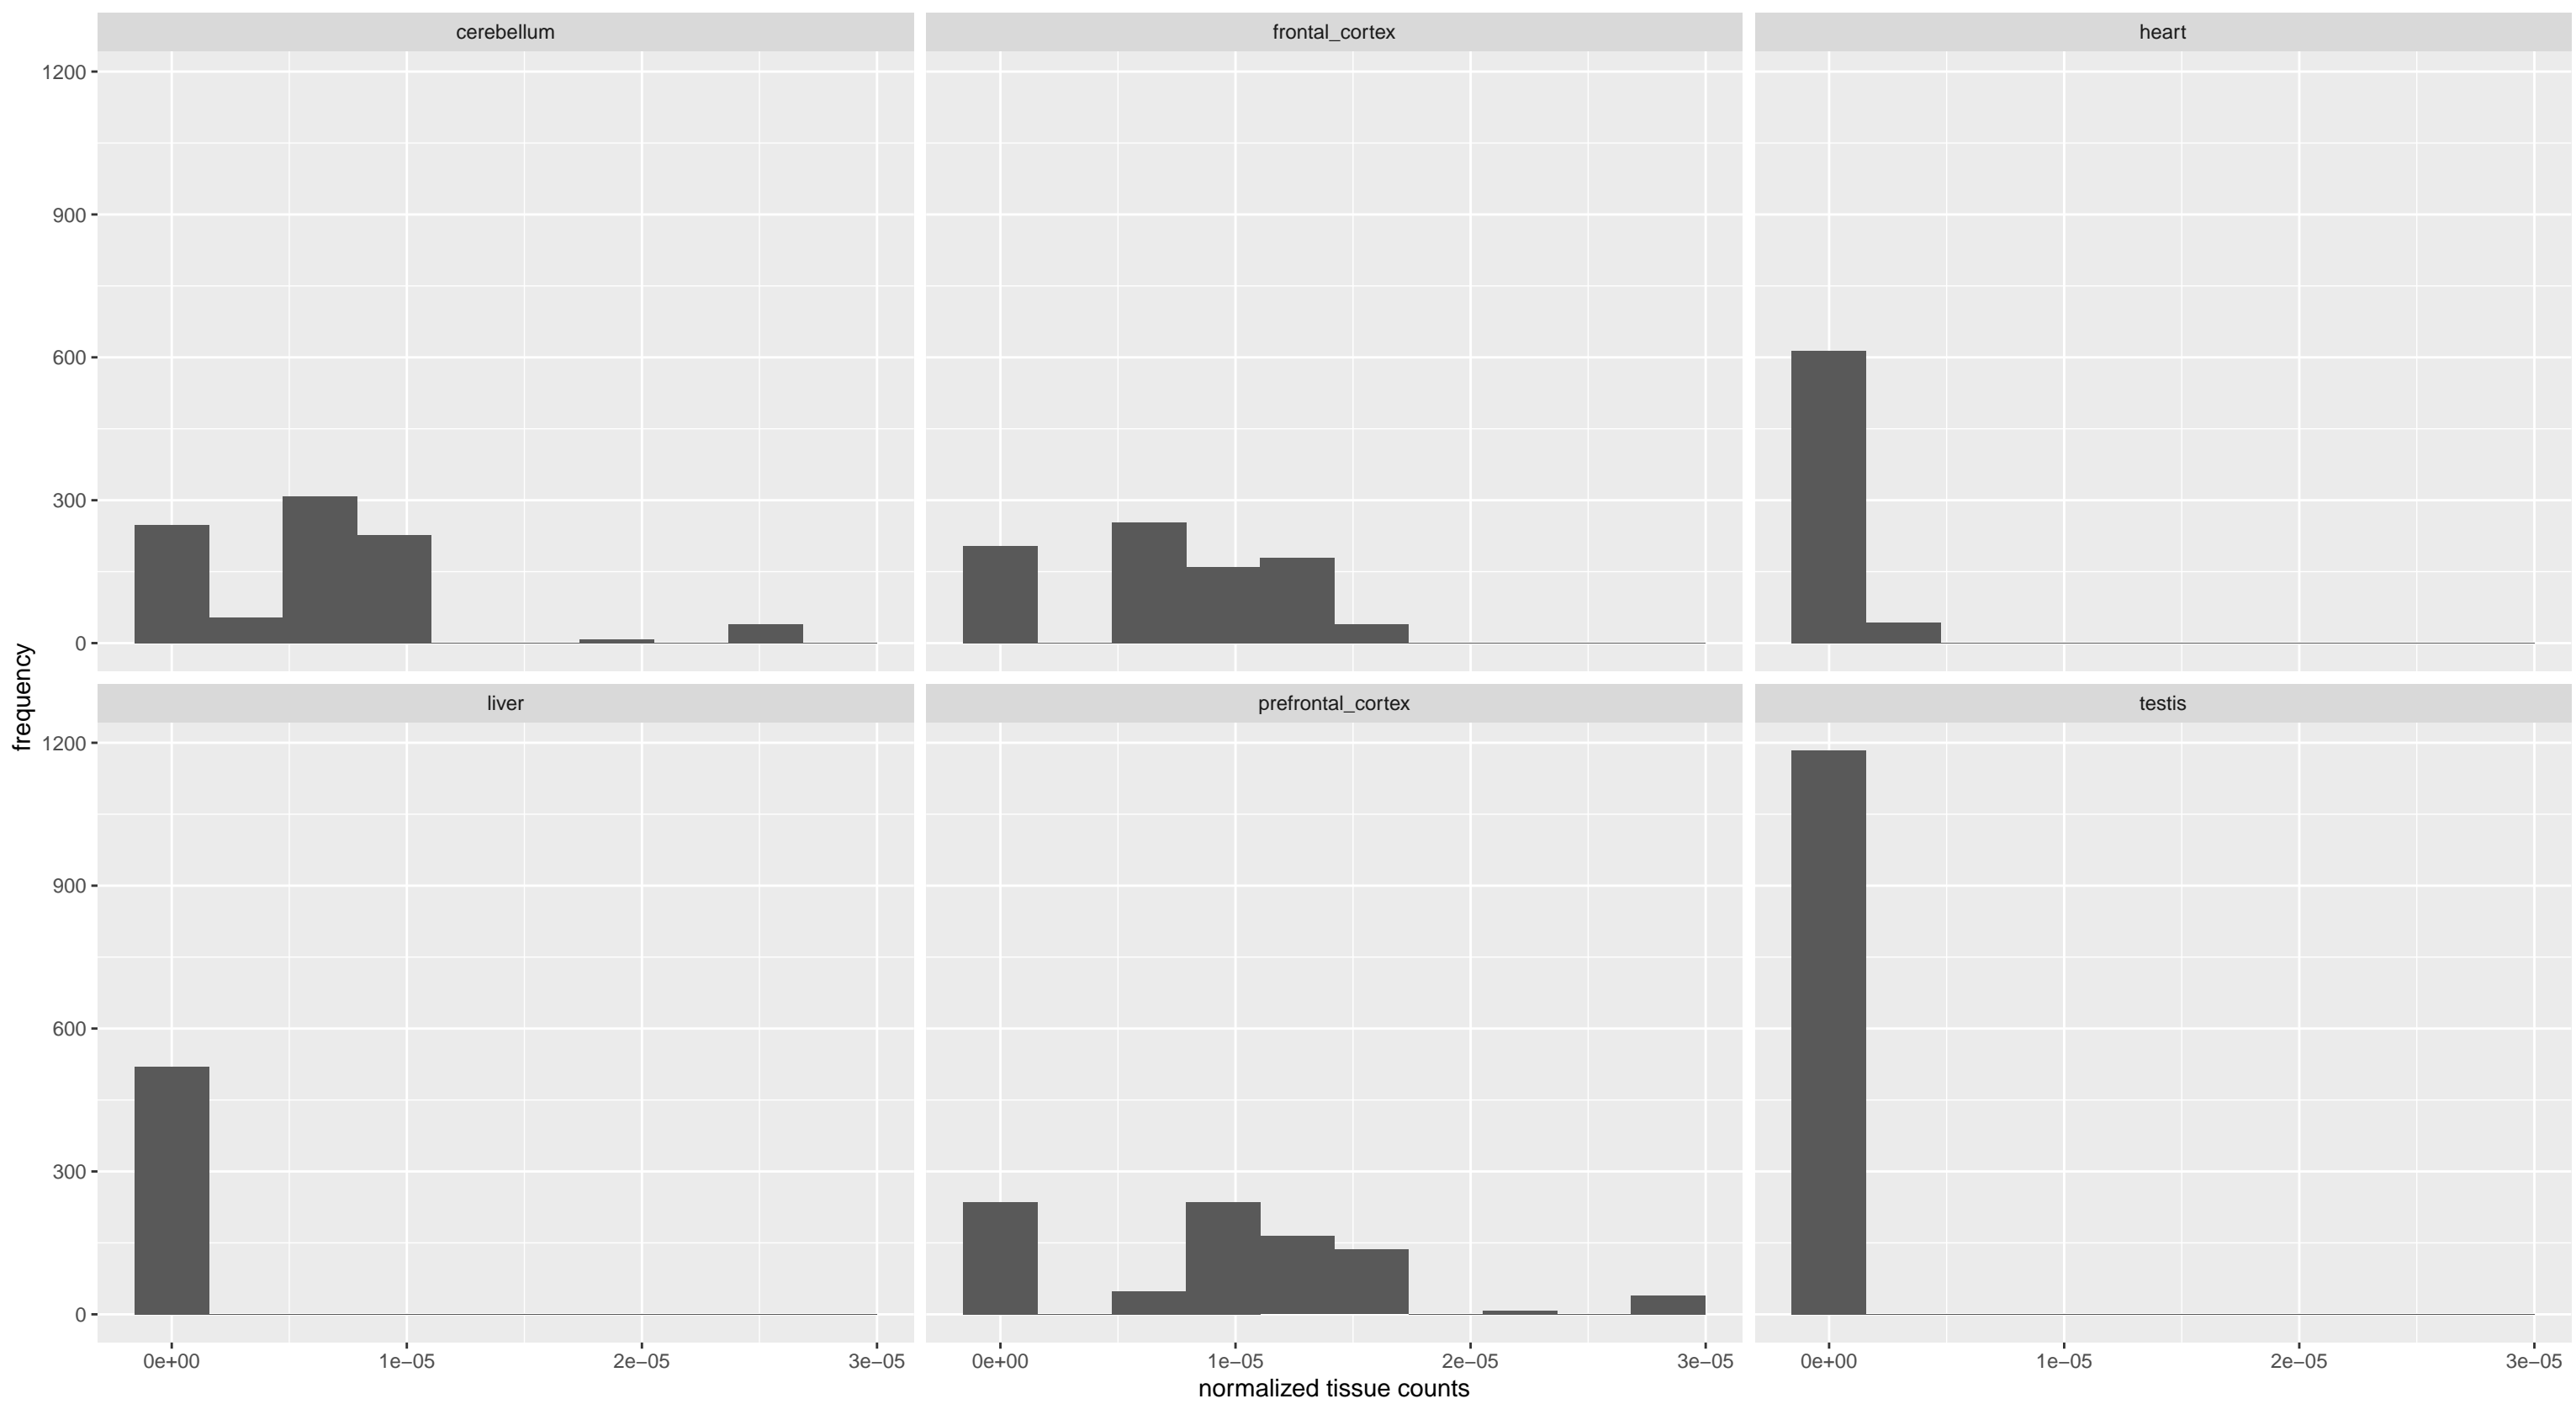 cerebellum frontal_cortex heart
1200
900
600
300
0
frequency
liver prefrontal_cortex testis
1200
900
600
300
0
0e+00 1e−05 2e−05 3e−05 0e+00 1e−05 2e−05 3e−05 0e+00 1e−05 2e−05 3e−05
normalized tissue counts